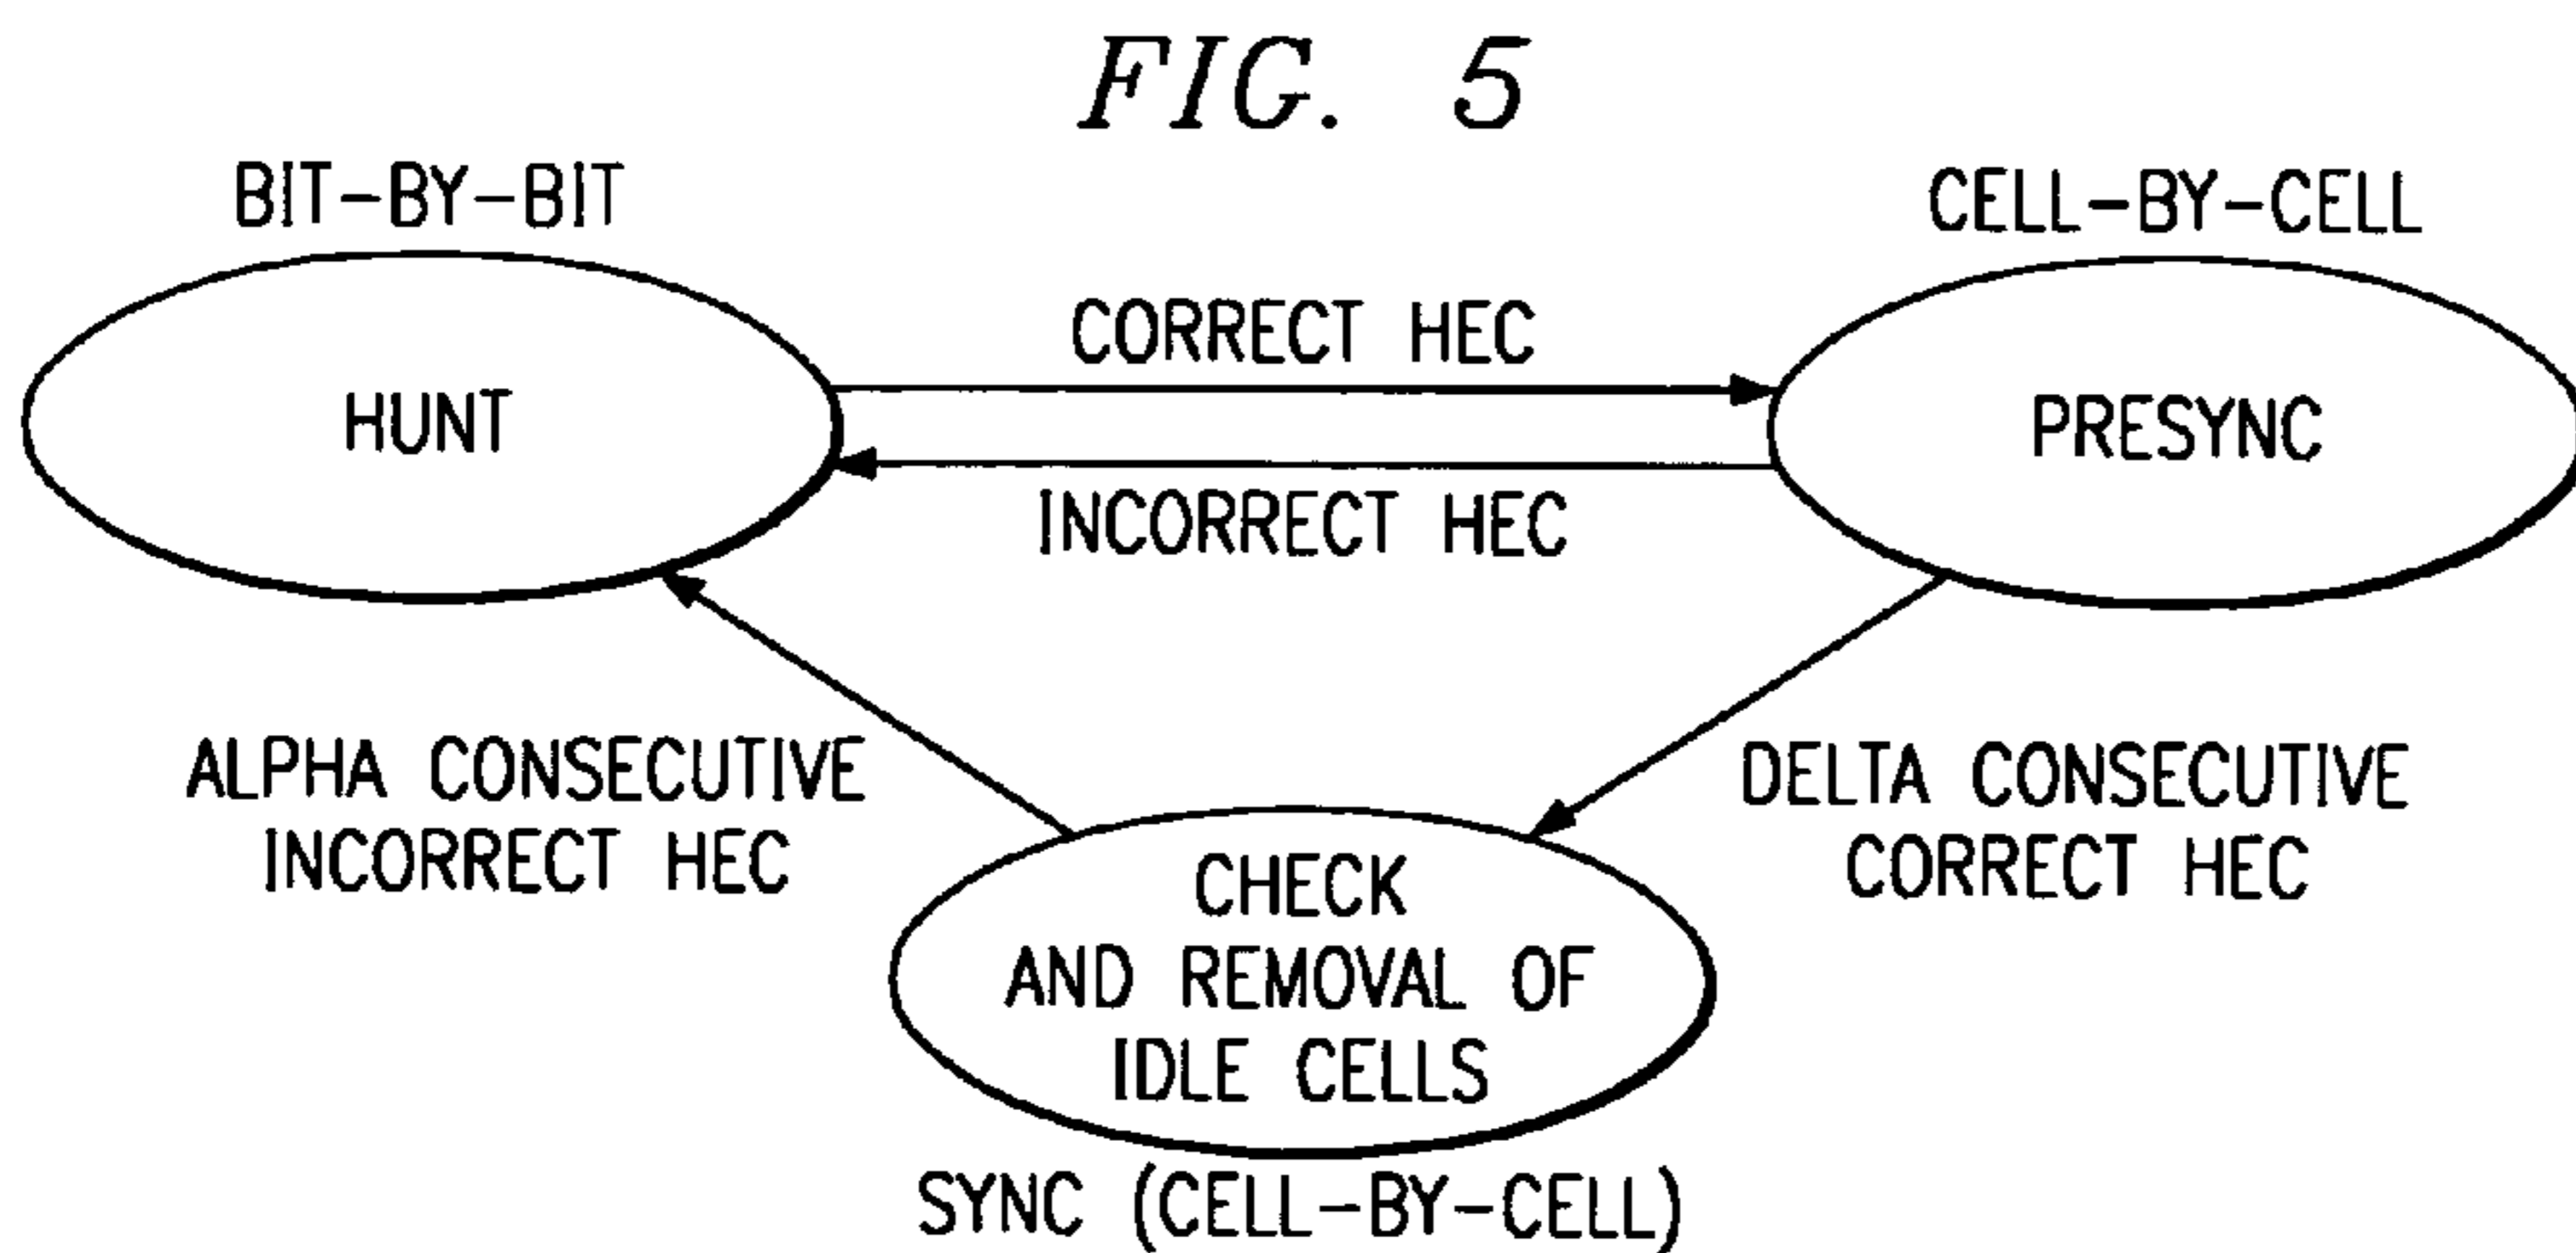 FIG. 5
BIT-BY-BIT
CELL-BY-CELL
HUNT
CORRECT HEC
PRESYNC
INCORRECT HEC
ALPHA CONSECUTIVE
INCORRECT HEC
DELTA CONSECUTIVE
CORRECT HEC
CHECK
AND REMOVAL OF
IDLE CELLS
SYNC (CELL-BY-CELL)